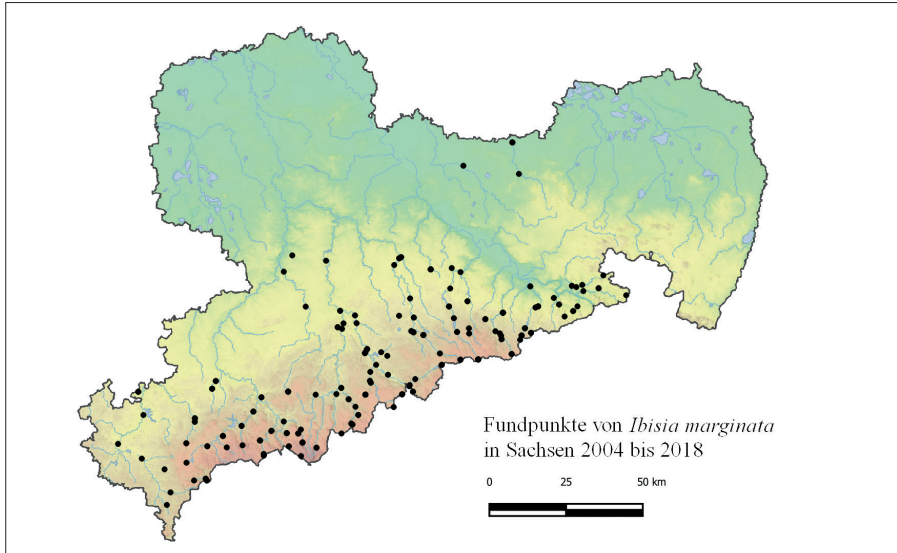 Fundpunkte von Ibisia marginata
in Sachsen 2004 bis 2018
0 25 50 km